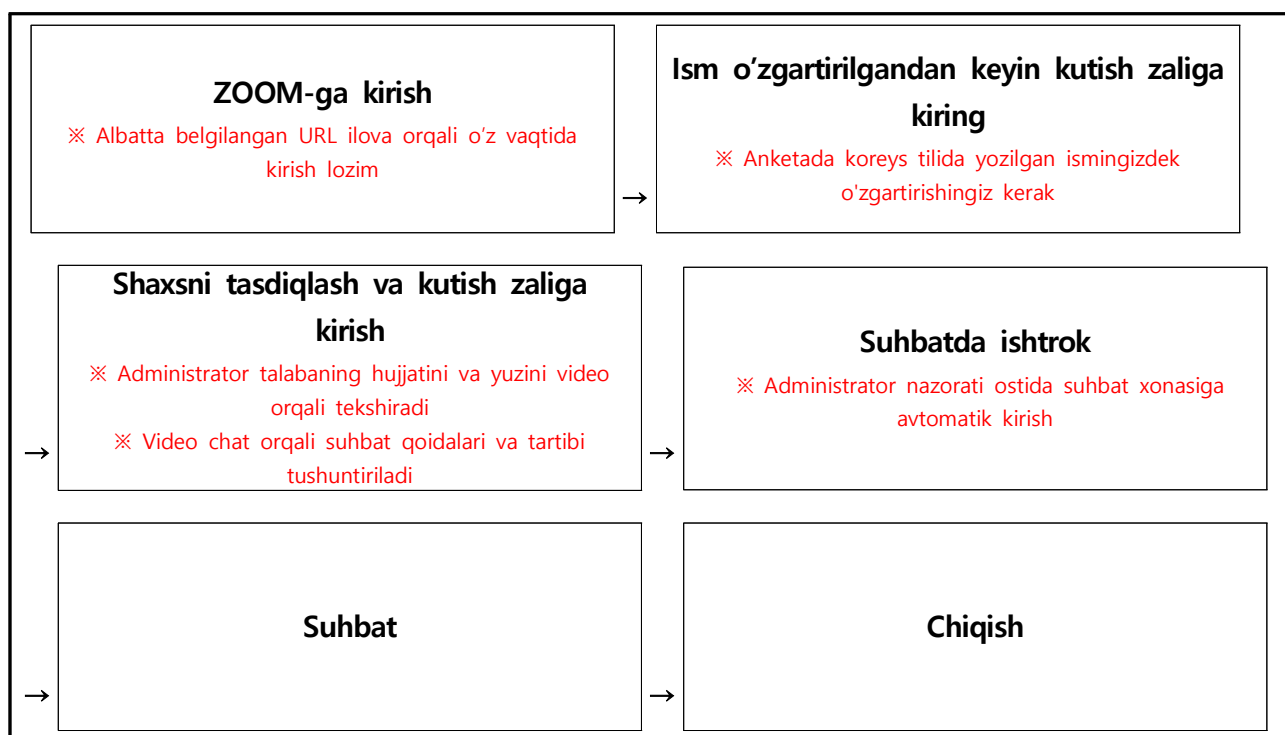 ZOOM-ga kirish
※ Albatta belgilangan URL ilova orqali o‘z vaqtida
kirish lozim
→
Ism o‘zgartirilgandan keyin kutish zaliga
kiring
※ Anketada koreys tilida yozilgan ismingizdek
o'zgartirishingiz kerak
→
Shaxsni tasdiqlash va kutish zaliga
kirish
※ Administrator talabaning hujjatini va yuzini video
orqali tekshiradi
※ Video chat orqali suhbat qoidalari va tartibi
tushuntiriladi
→
Suhbatda ishtrok
※ Administrator nazorati ostida suhbat xonasiga
avtomatik kirish
→
Suhbat
→
Chiqish